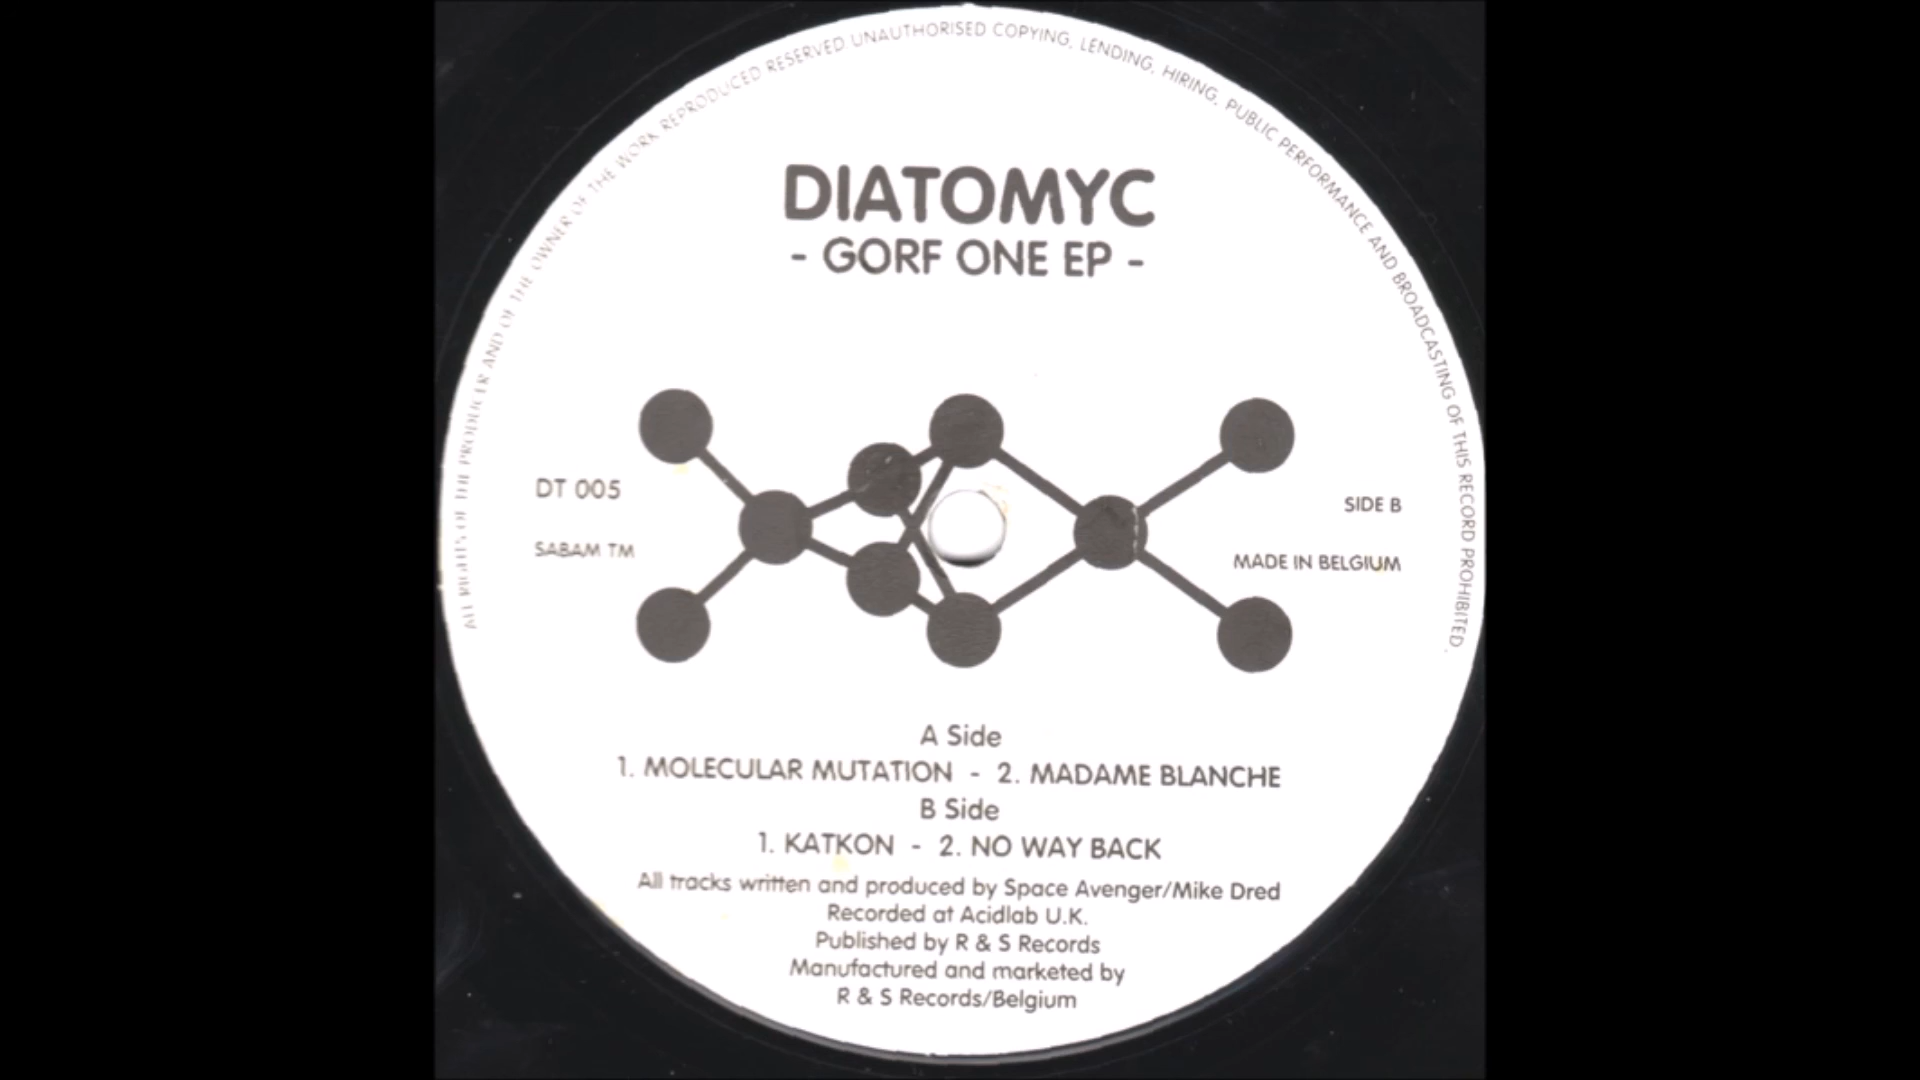 ALL RIGHTS OF THE PRODUCER AND OF THE OWNER OF THE WORK REPRODUCED RESERVED UNAUTHORISED COPYING, LENDING, HIRING, PUBLIC PERFORMANCE AND BROADCASTING OF THIS RECORD PROHIBITED.
DIATOMYC
- GORF ONE EP -
DT 005
SIDE B
SABAM TM
MADE IN BELGIUM
A Side
1. MOLECULAR MUTATION - 2. MADAME BLANCHE
B Side
1. KATKON - 2. NO WAY BACK
All tracks written and produced by Space Avenger/Mike Dred
Recorded at Acidlab U.K.
Published by R & S Records
Manufactured and marketed by
R & S Records/Belgium